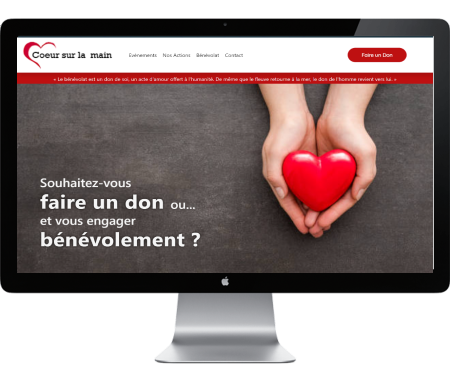 Coeur sur la main
Evénements Nos Actions Bénévolat Contact
Faire un Don
« Le bénévolat est un don de soi, un acte d'amour offert à l'humanité. De même que le fleuve retourne à la mer, le don de l'homme revient vers lui. »
Souhaitez-vous
faire un don ou...
et vous engager
bénévolement ?